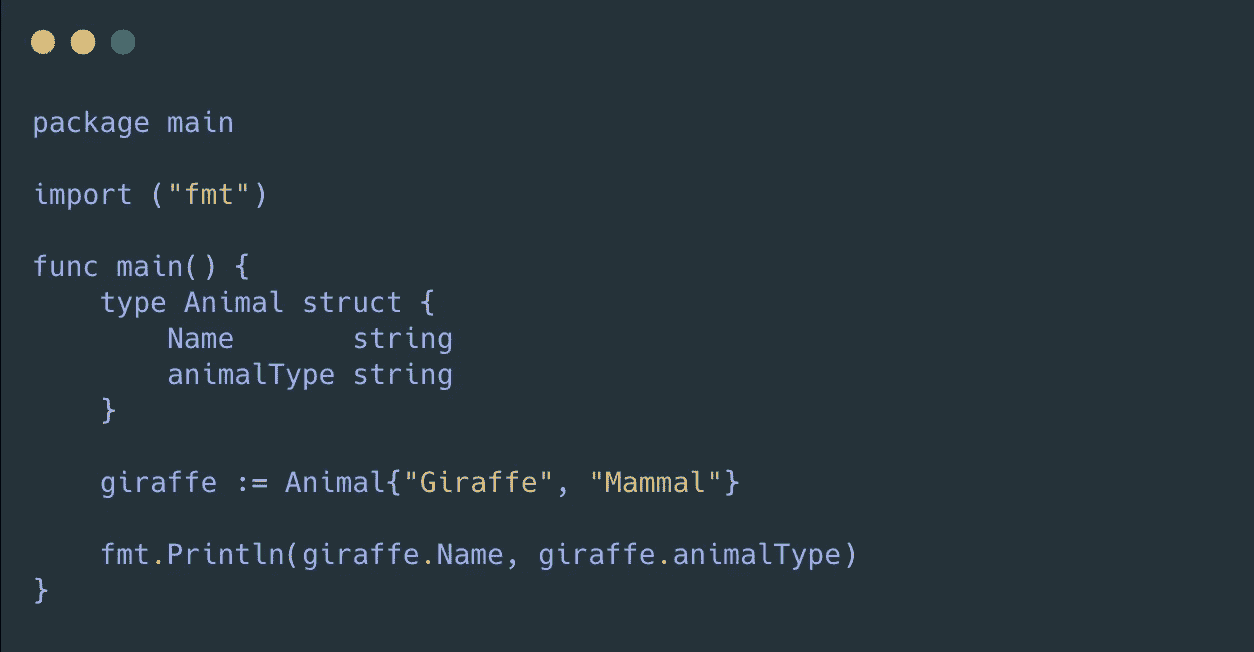 package main
import ("fmt")
func main() {
    type Animal struct {
        Name       string
        animalType string
    }
    giraffe := Animal{"Giraffe", "Mammal"}
    fmt.Println(giraffe.Name, giraffe.animalType)
}